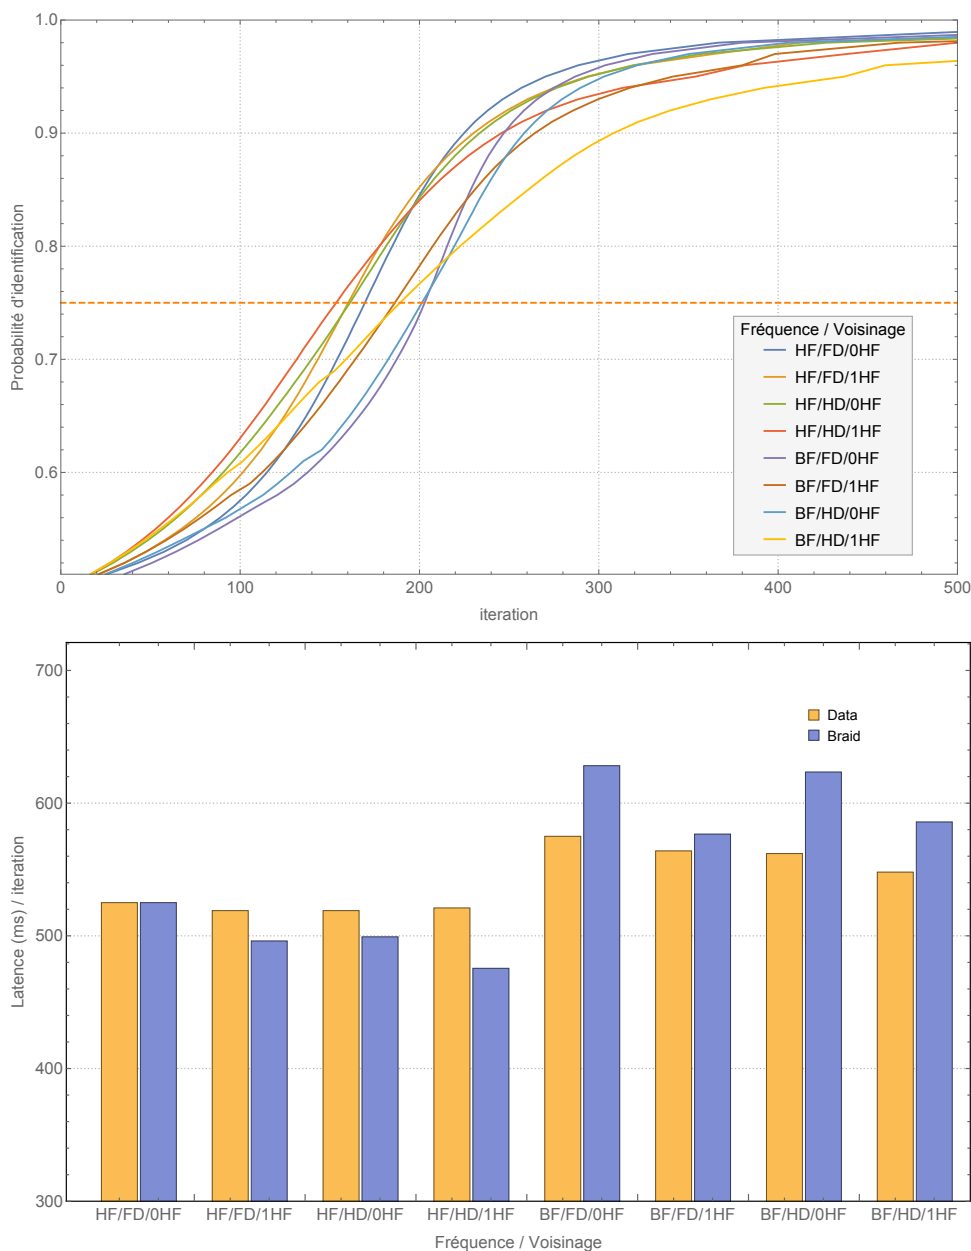 1.0
0.9
0.8
0.7
0.6
Probabilité d'identification
Fréquence / Voisinage
HF/FD/0HF
HF/FD/1HF
HF/HD/0HF
HF/HD/1HF
BF/FD/0HF
BF/FD/1HF
BF/HD/0HF
BF/HD/1HF
0 100 200 300 400 500
iteration
700
600
500
400
300
Latence (ms) / iteration
Data
Braid
HF/FD/0HF HF/FD/1HF HF/HD/0HF HF/HD/1HF BF/FD/0HF BF/FD/1HF BF/HD/0HF BF/HD/1HF
Fréquence / Voisinage